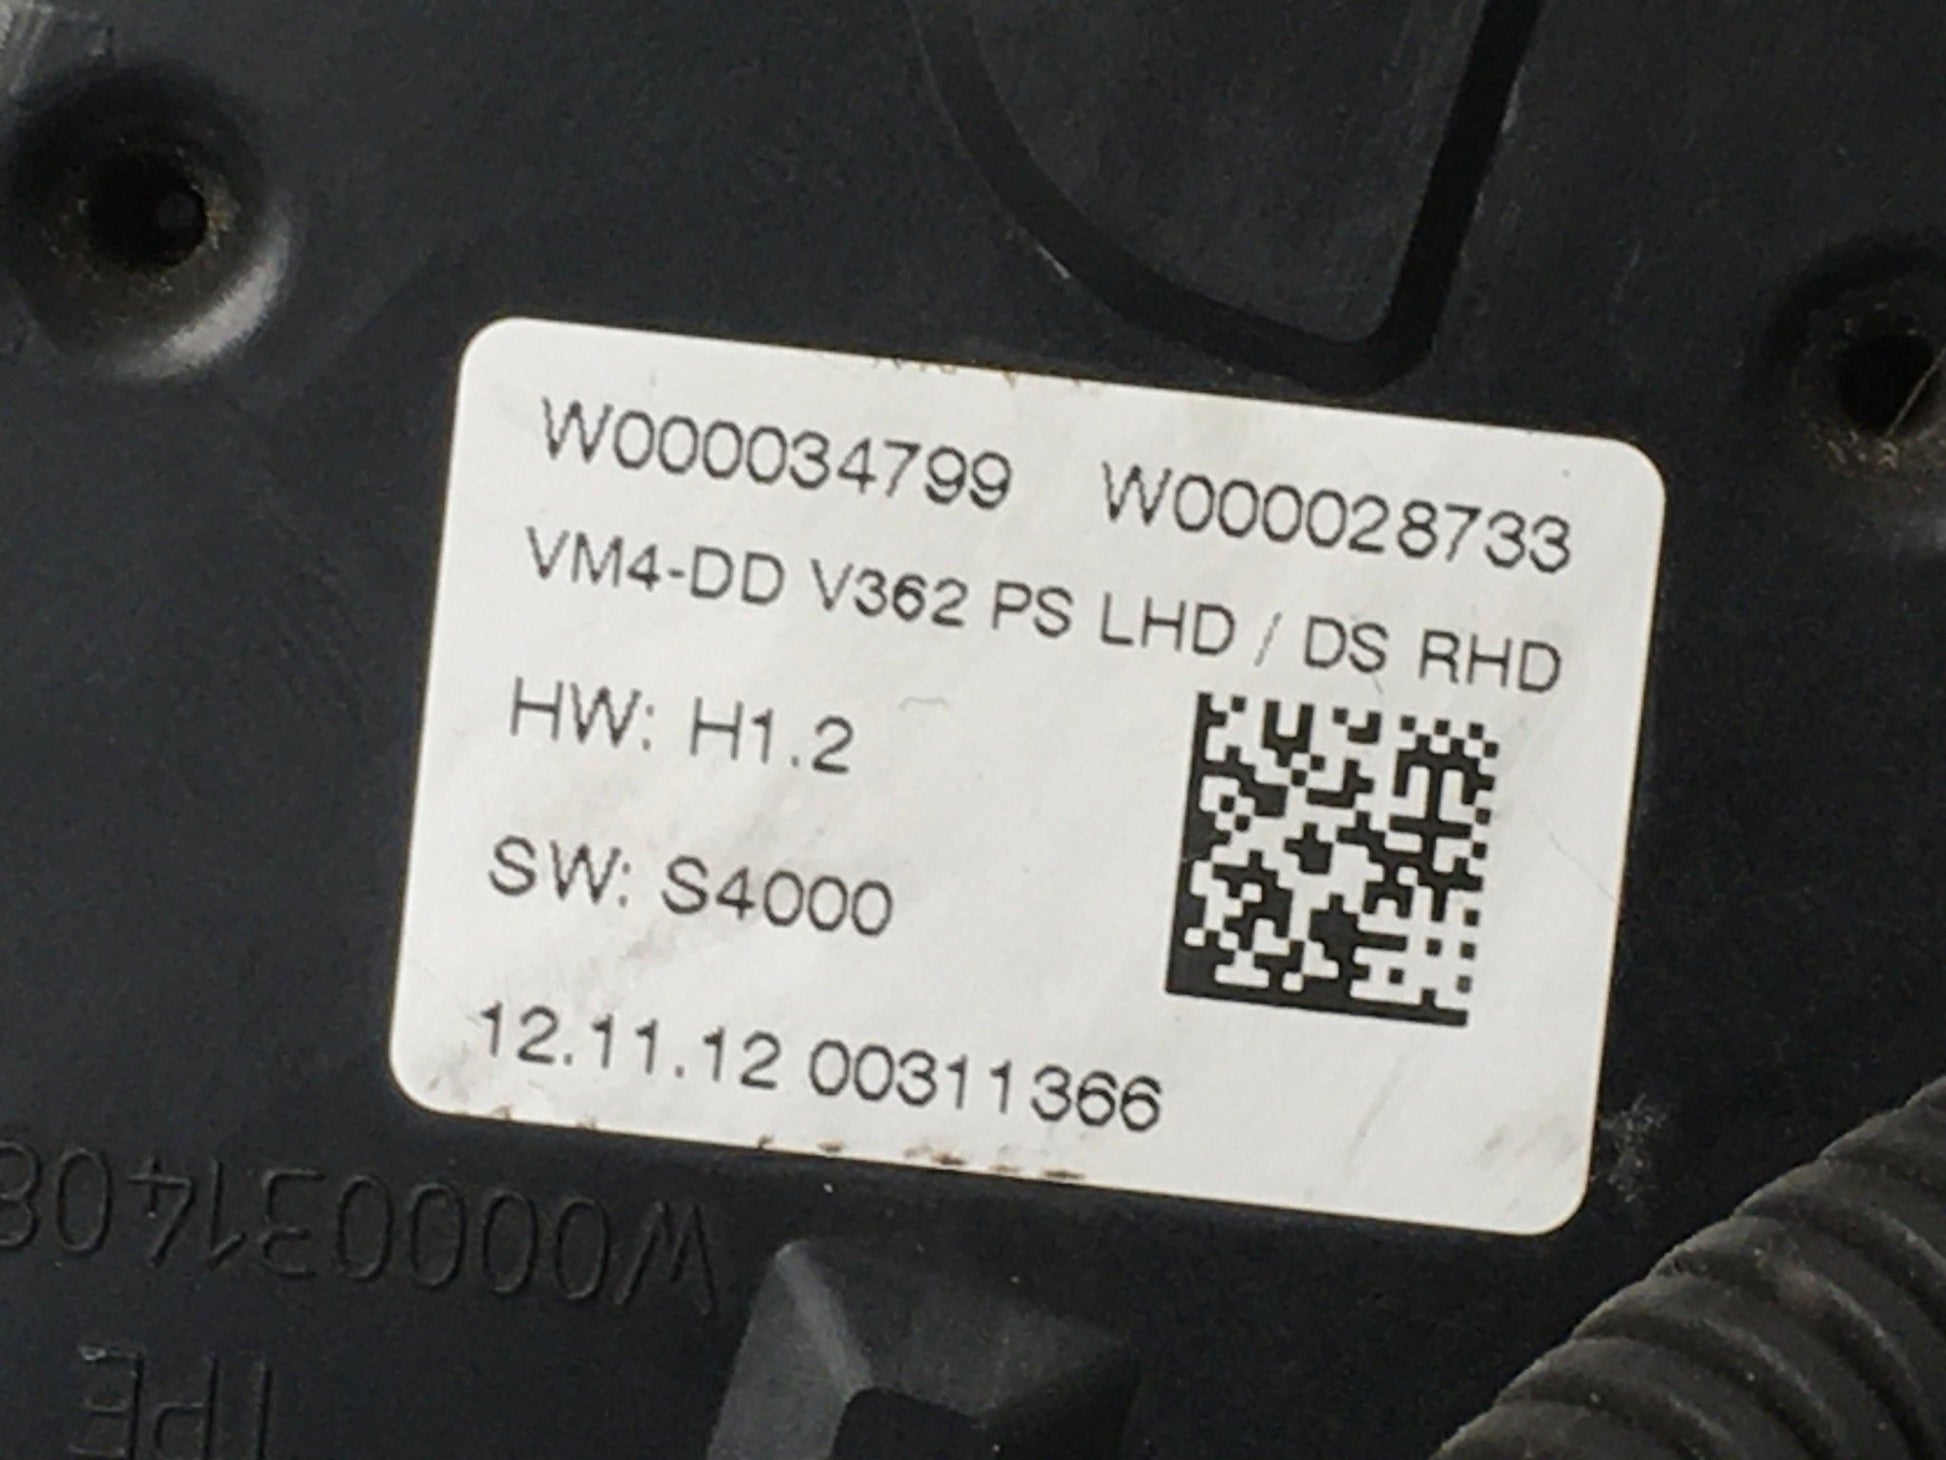 W000034799 W000028733
VM4-DD V362 PS LHD / DS RHD
HW: H1.2
SW: S4000
12.11.12 00311366
W000031408
TPE